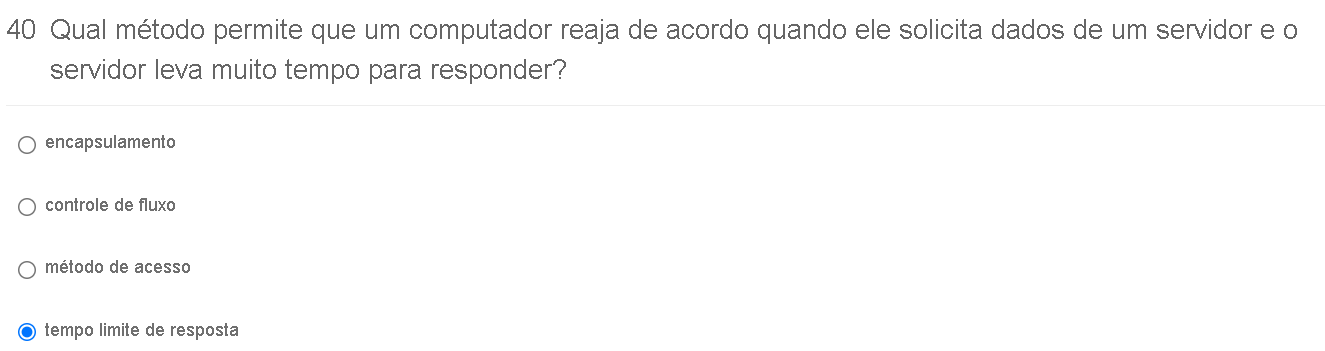 40 Qual método permite que um computador reaja de acordo quando ele solicita dados de um servidor e o
servidor leva muito tempo para responder?
encapsulamento
controle de fluxo
método de acesso
tempo limite de resposta